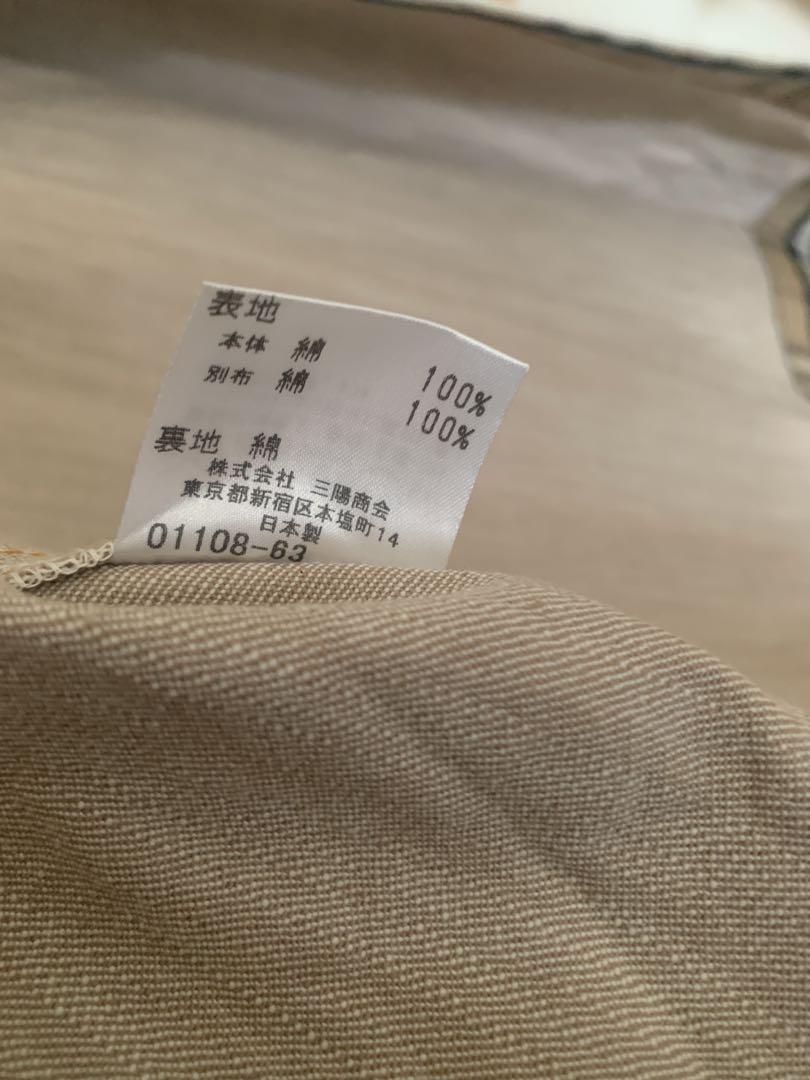 表地
本体 綿 100%
別布 綿 100%
裏地 綿
株式会社 三陽商会
東京都新宿区本塩町14
日本製
01108-63